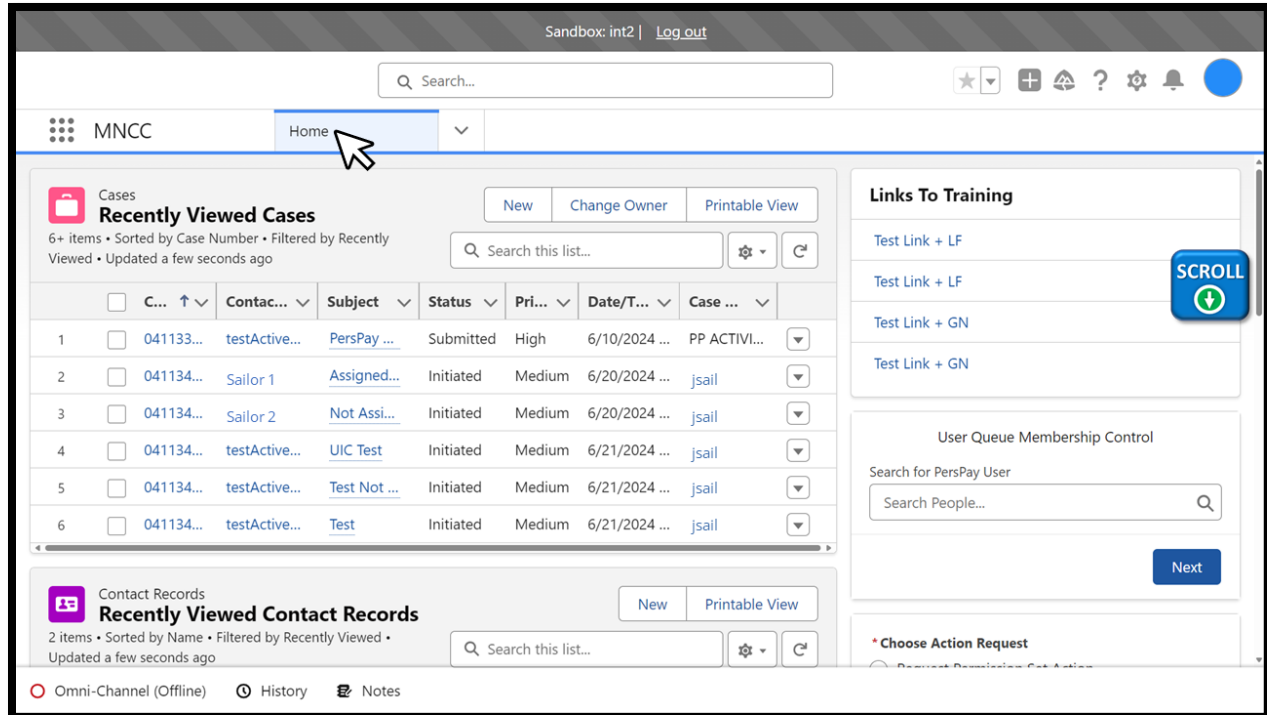 Sandbox: int2 | Log out
Search...
MNCC Home
Cases
Recently Viewed Cases
New Change Owner Printable View
6+ items • Sorted by Case Number • Filtered by Recently
Viewed • Updated a few seconds ago
Search this list...
C... Contac... Subject Status Pri... Date/T... Case ...
1 041133... testActive... PersPay ... Submitted High 6/10/2024 ... PP ACTIVI...
2 041134... Sailor 1 Assigned... Initiated Medium 6/20/2024 ... jsail
3 041134... Sailor 2 Not Assi... Initiated Medium 6/20/2024 ... jsail
4 041134... testActive... UIC Test Initiated Medium 6/21/2024 ... jsail
5 041134... testActive... Test Not ... Initiated Medium 6/21/2024 ... jsail
6 041134... testActive... Test Initiated Medium 6/21/2024 ... jsail
Contact Records
Recently Viewed Contact Records
New Printable View
2 items • Sorted by Name • Filtered by Recently Viewed •
Updated a few seconds ago
Search this list...
Links To Training
Test Link + LF
Test Link + LF
Test Link + GN
Test Link + GN
SCROLL
User Queue Membership Control
Search for PersPay User
Search People...
Next
*Choose Action Request
Request Permission Set Action
Omni-Channel (Offline) History Notes